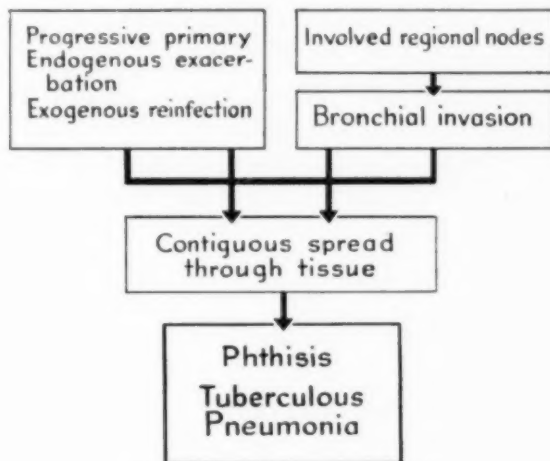 Progressive primary
Endogenous exacer-
bation
Exogenous reinfection
Involved regional nodes
Bronchial invasion
Contiguous spread
through tissue
Phthisis
Tuberculous
Pneumonia